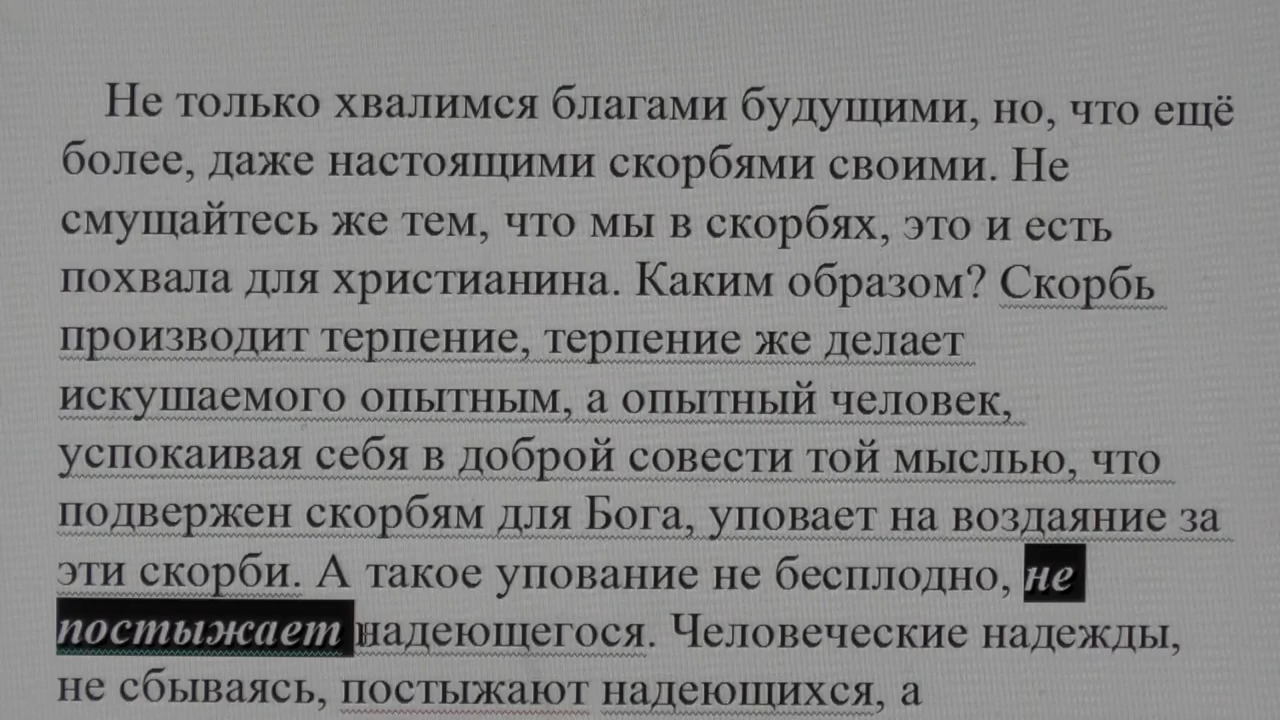 Не только хвалимся благами будущими, но, что ещё
более, даже настоящими скорбями своими. Не
смущайтесь же тем, что мы в скорбях, это и есть
похвала для христианина. Каким образом? Скорбь
производит терпение, терпение же делает
искушаемого опытным, а опытный человек,
успокаивая себя в доброй совести той мыслью, что
подвержен скорбям для Бога, уповает на воздаяние за
эти скорби. А такое упование не бесплодно, не
постыжает надеющегося. Человеческие надежды,
не сбываясь, постыжают надеющихся, а